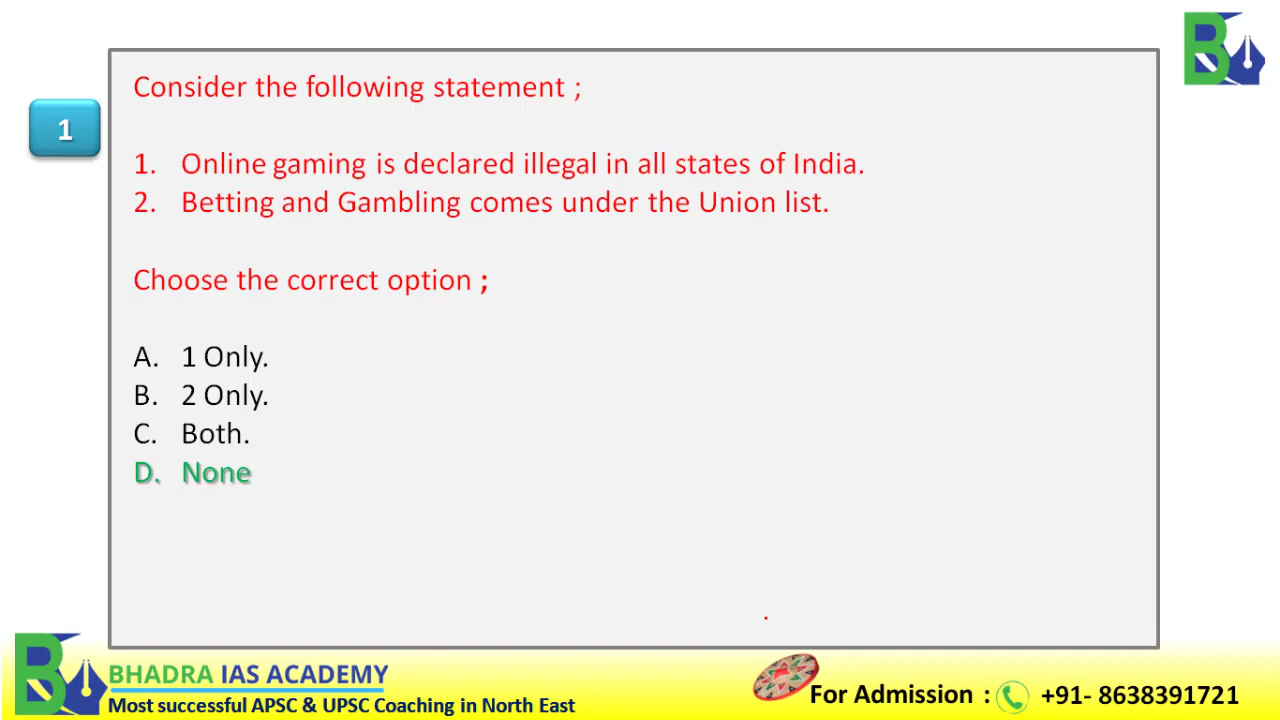 Consider the following statement ;
1
1. Online gaming is declared illegal in all states of India.
2. Betting and Gambling comes under the Union list.
Choose the correct option ;
A. 1 Only.
B. 2 Only.
C. Both.
D. None
.
BHADRA IAS ACADEMY
Most successful APSC & UPSC Coaching in North East
For Admission : +91- 8638391721